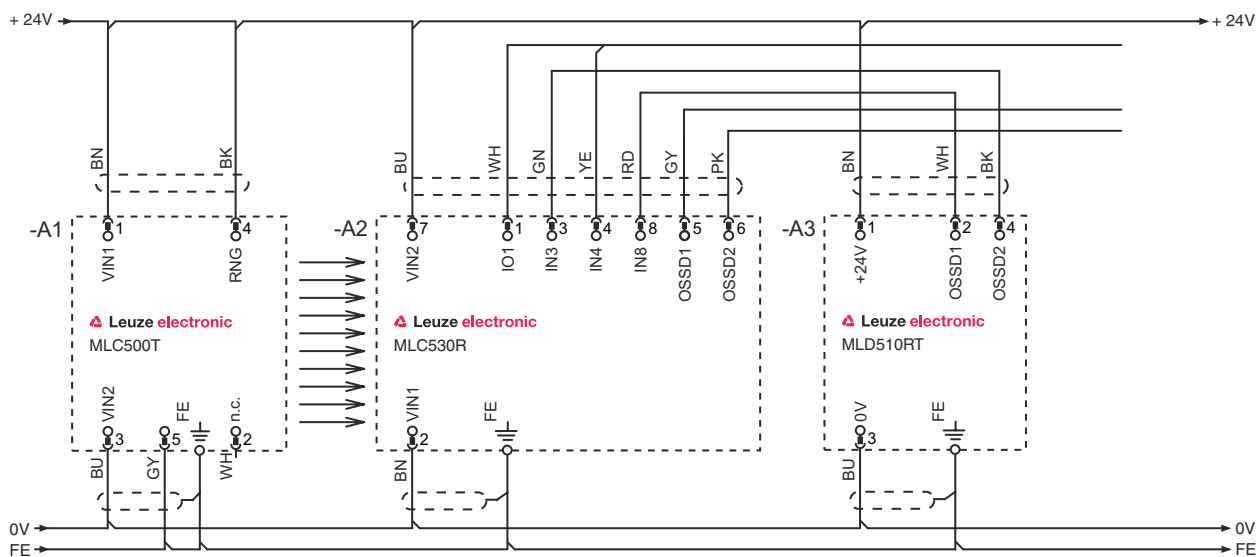 + 24V + 24V
BN BK BU WH GN YE RD GY PK BN WH BK
-A1 1 4 -A2 7 1 3 4 8 5 6 -A3 1 2 4
VIN1 RNG VIN2 IO1 IN3 IN4 IN8 OSSD1 OSSD2 +24V OSSD1 OSSD2
Leuze electronic Leuze electronic Leuze electronic
MLC500T MLC530R MLD510RT
VIN2 FE n.c. VIN1 FE 0V FE
3 5 2 2 3
BU GY WH BN BU
0V 0V
FE FE